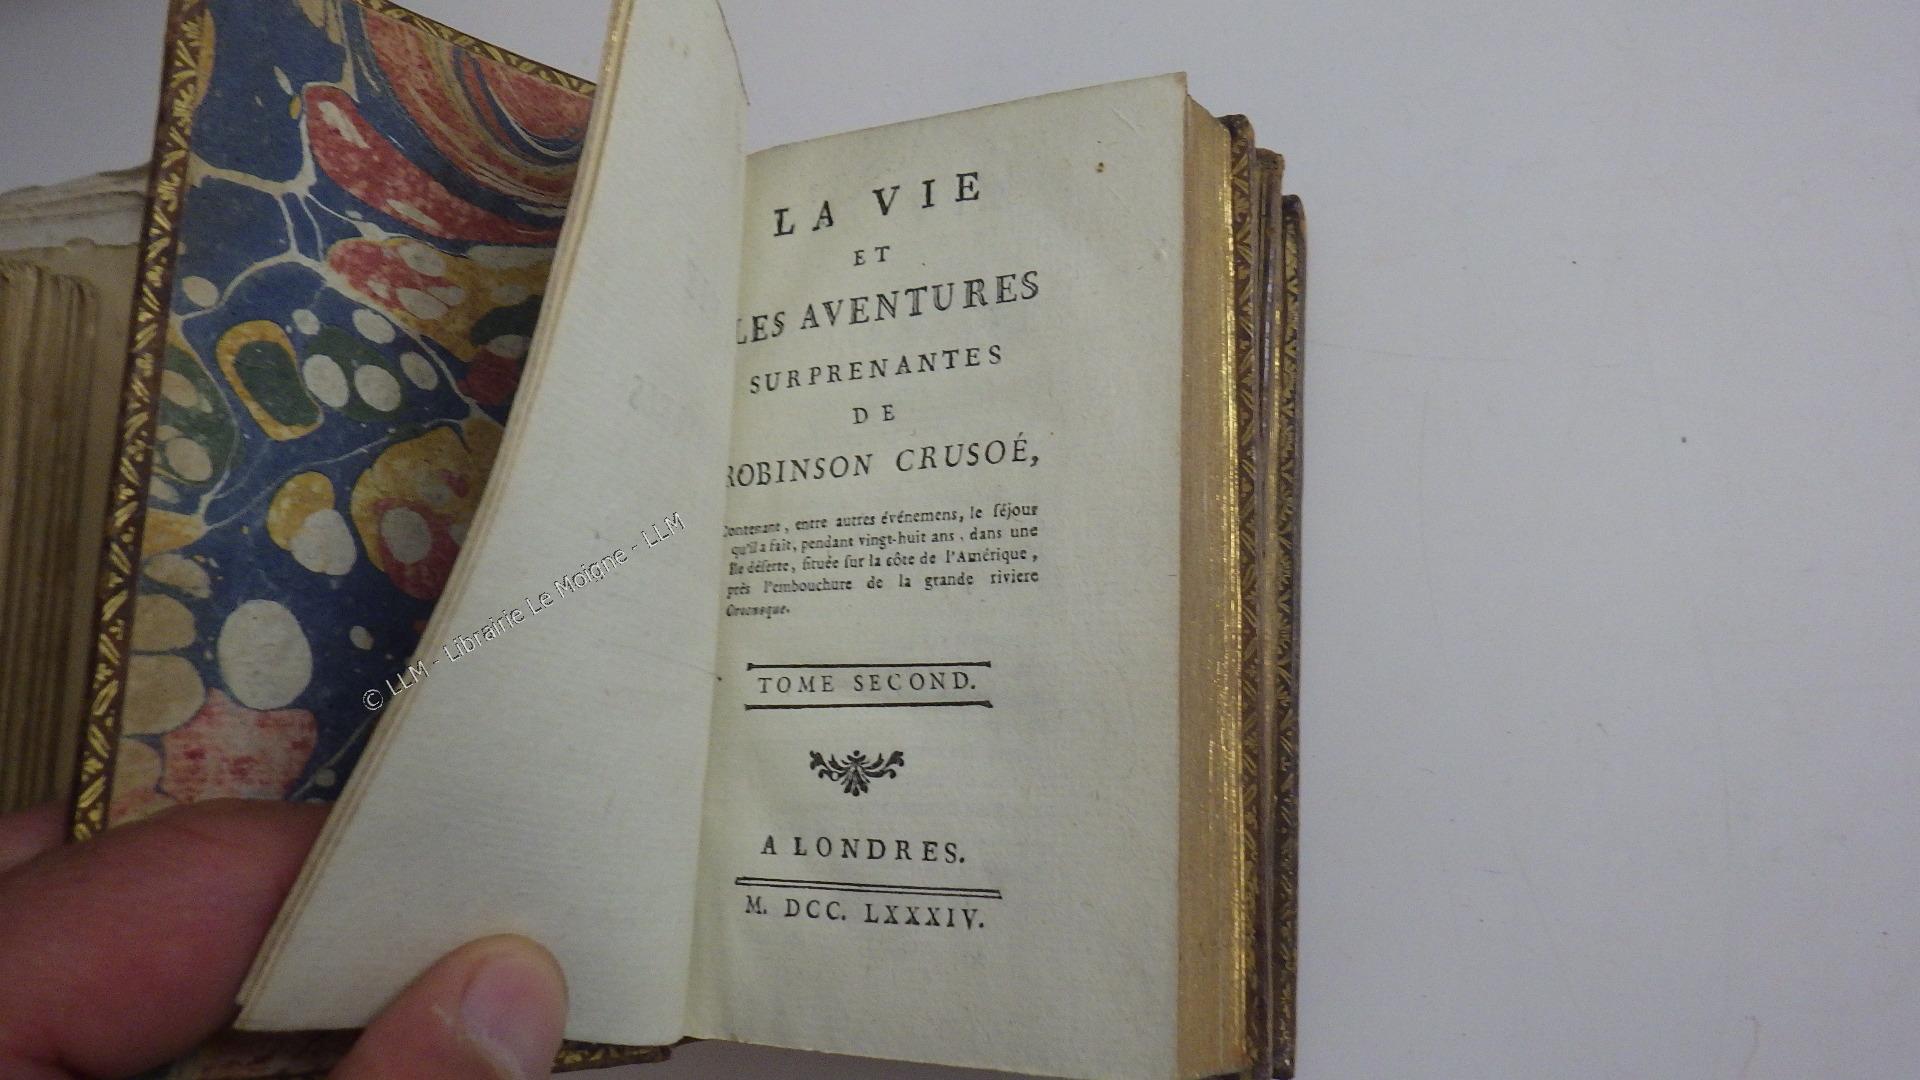 LA VIE
ET
LES AVENTURES
SURPRENANTES
DE
ROBINSON CRUSOÉ,
Contenant, entre autres événemens, le ſéjour
qu'il a fait, pendant vingt-huit ans, dans une
Ile déſerte, ſituée ſur la côte de l'Amérique,
près l'embouchure de la grande riviere
Oroonoque.
TOME SECOND.
A LONDRES.
M. DCC. LXXXIV.
© LLM - Librairie Le Moigne - LLM